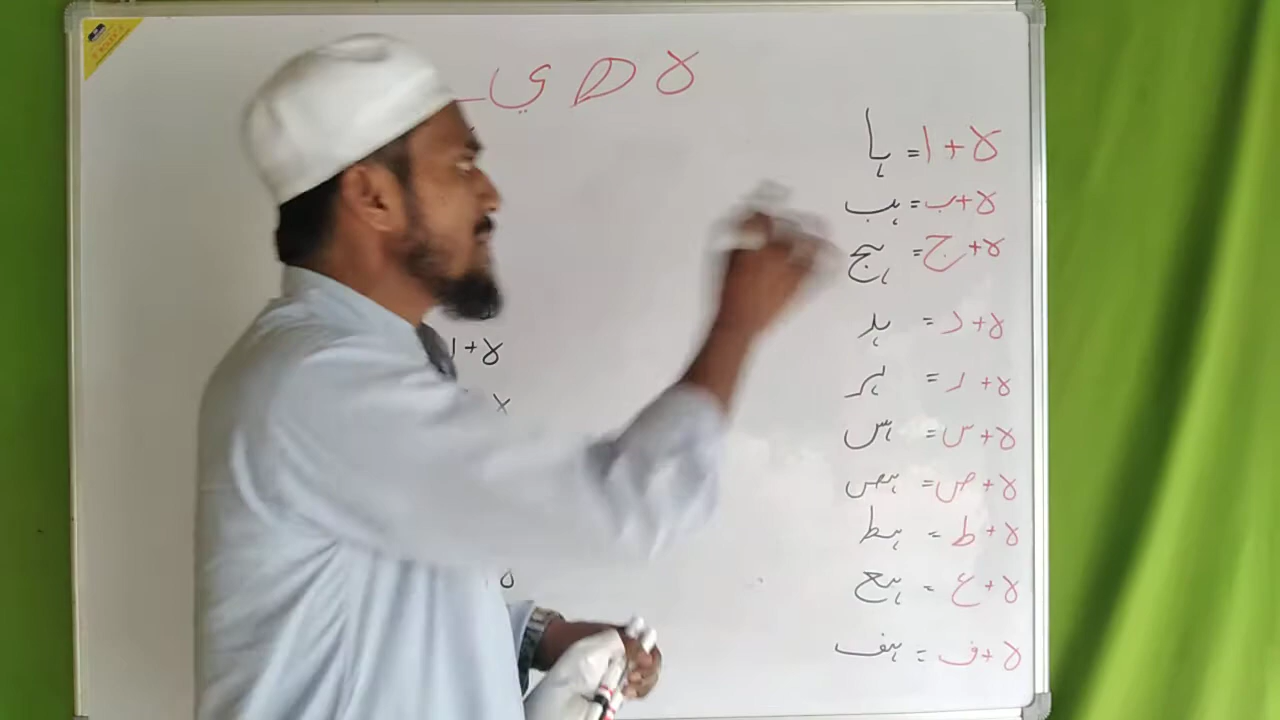 ہ ھ ي
ہ+ا= ہا
ہ+ب= ہب
ہ+ج= ہج
ہ+د= ہد
ہ+ر= ہر
ہ+س= ہس
ہ+ص= ہص
ہ+ط= ہط
ہ+ع= ہع
ہ+ف= ہف
ہ+ا